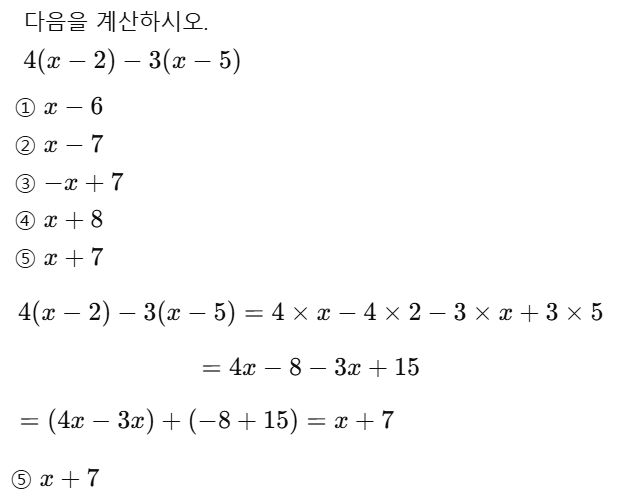 다음을 계산하시오.
4(x − 2) − 3(x − 5)
① x − 6
② x − 7
③ −x + 7
④ x + 8
⑤ x + 7
4(x − 2) − 3(x − 5) = 4 × x − 4 × 2 − 3 × x + 3 × 5
= 4x − 8 − 3x + 15
= (4x − 3x) + (−8 + 15) = x + 7
⑤ x + 7